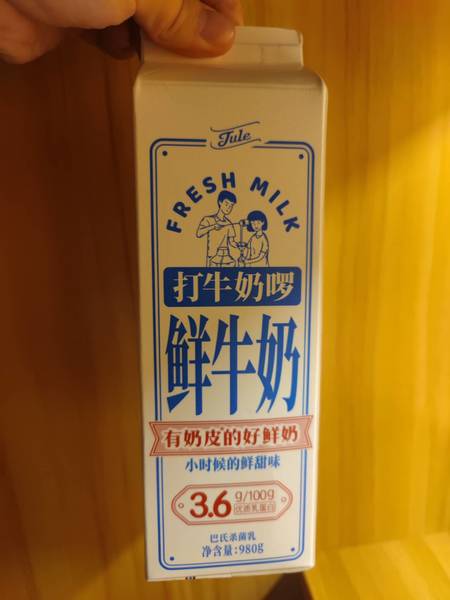 Jule
FRESH MILK
打牛奶啰
鲜牛奶
有奶皮的好鲜奶
小时候的鲜甜味
3.6 g/100g
优质乳蛋白
巴氏杀菌乳
净含量:980g